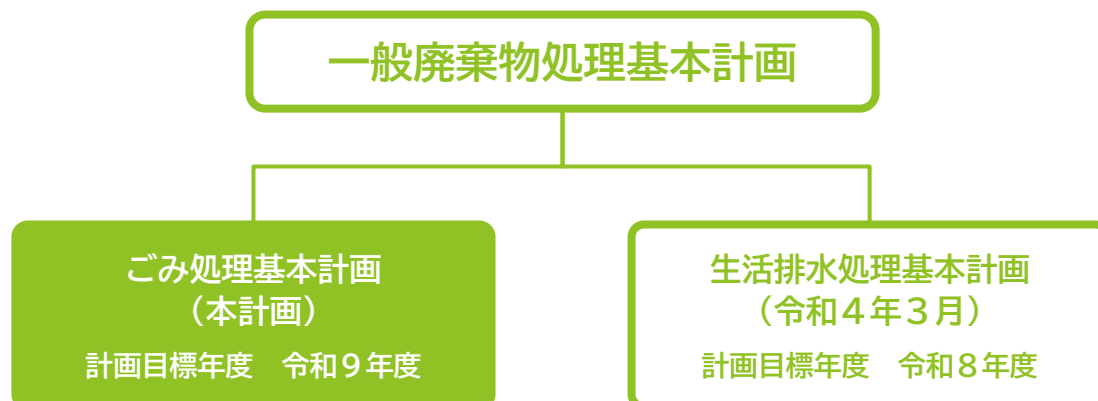 一般廃棄物処理基本計画
ごみ処理基本計画
（本計画）
計画目標年度　令和９年度
生活排水処理基本計画
（令和４年３月）
計画目標年度　令和８年度